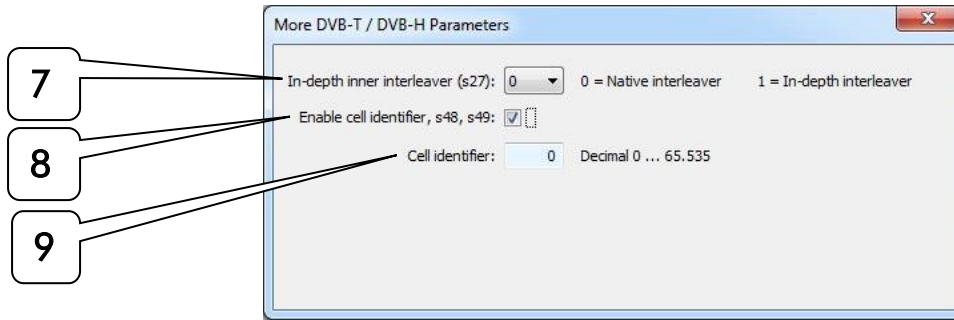 More DVB-T / DVB-H Parameters
7
In-depth inner interleaver (s27): 0 0 = Native interleaver 1 = In-depth interleaver
8
Enable cell identifier, s48, s49:
9
Cell identifier: 0 Decimal 0 ... 65.535